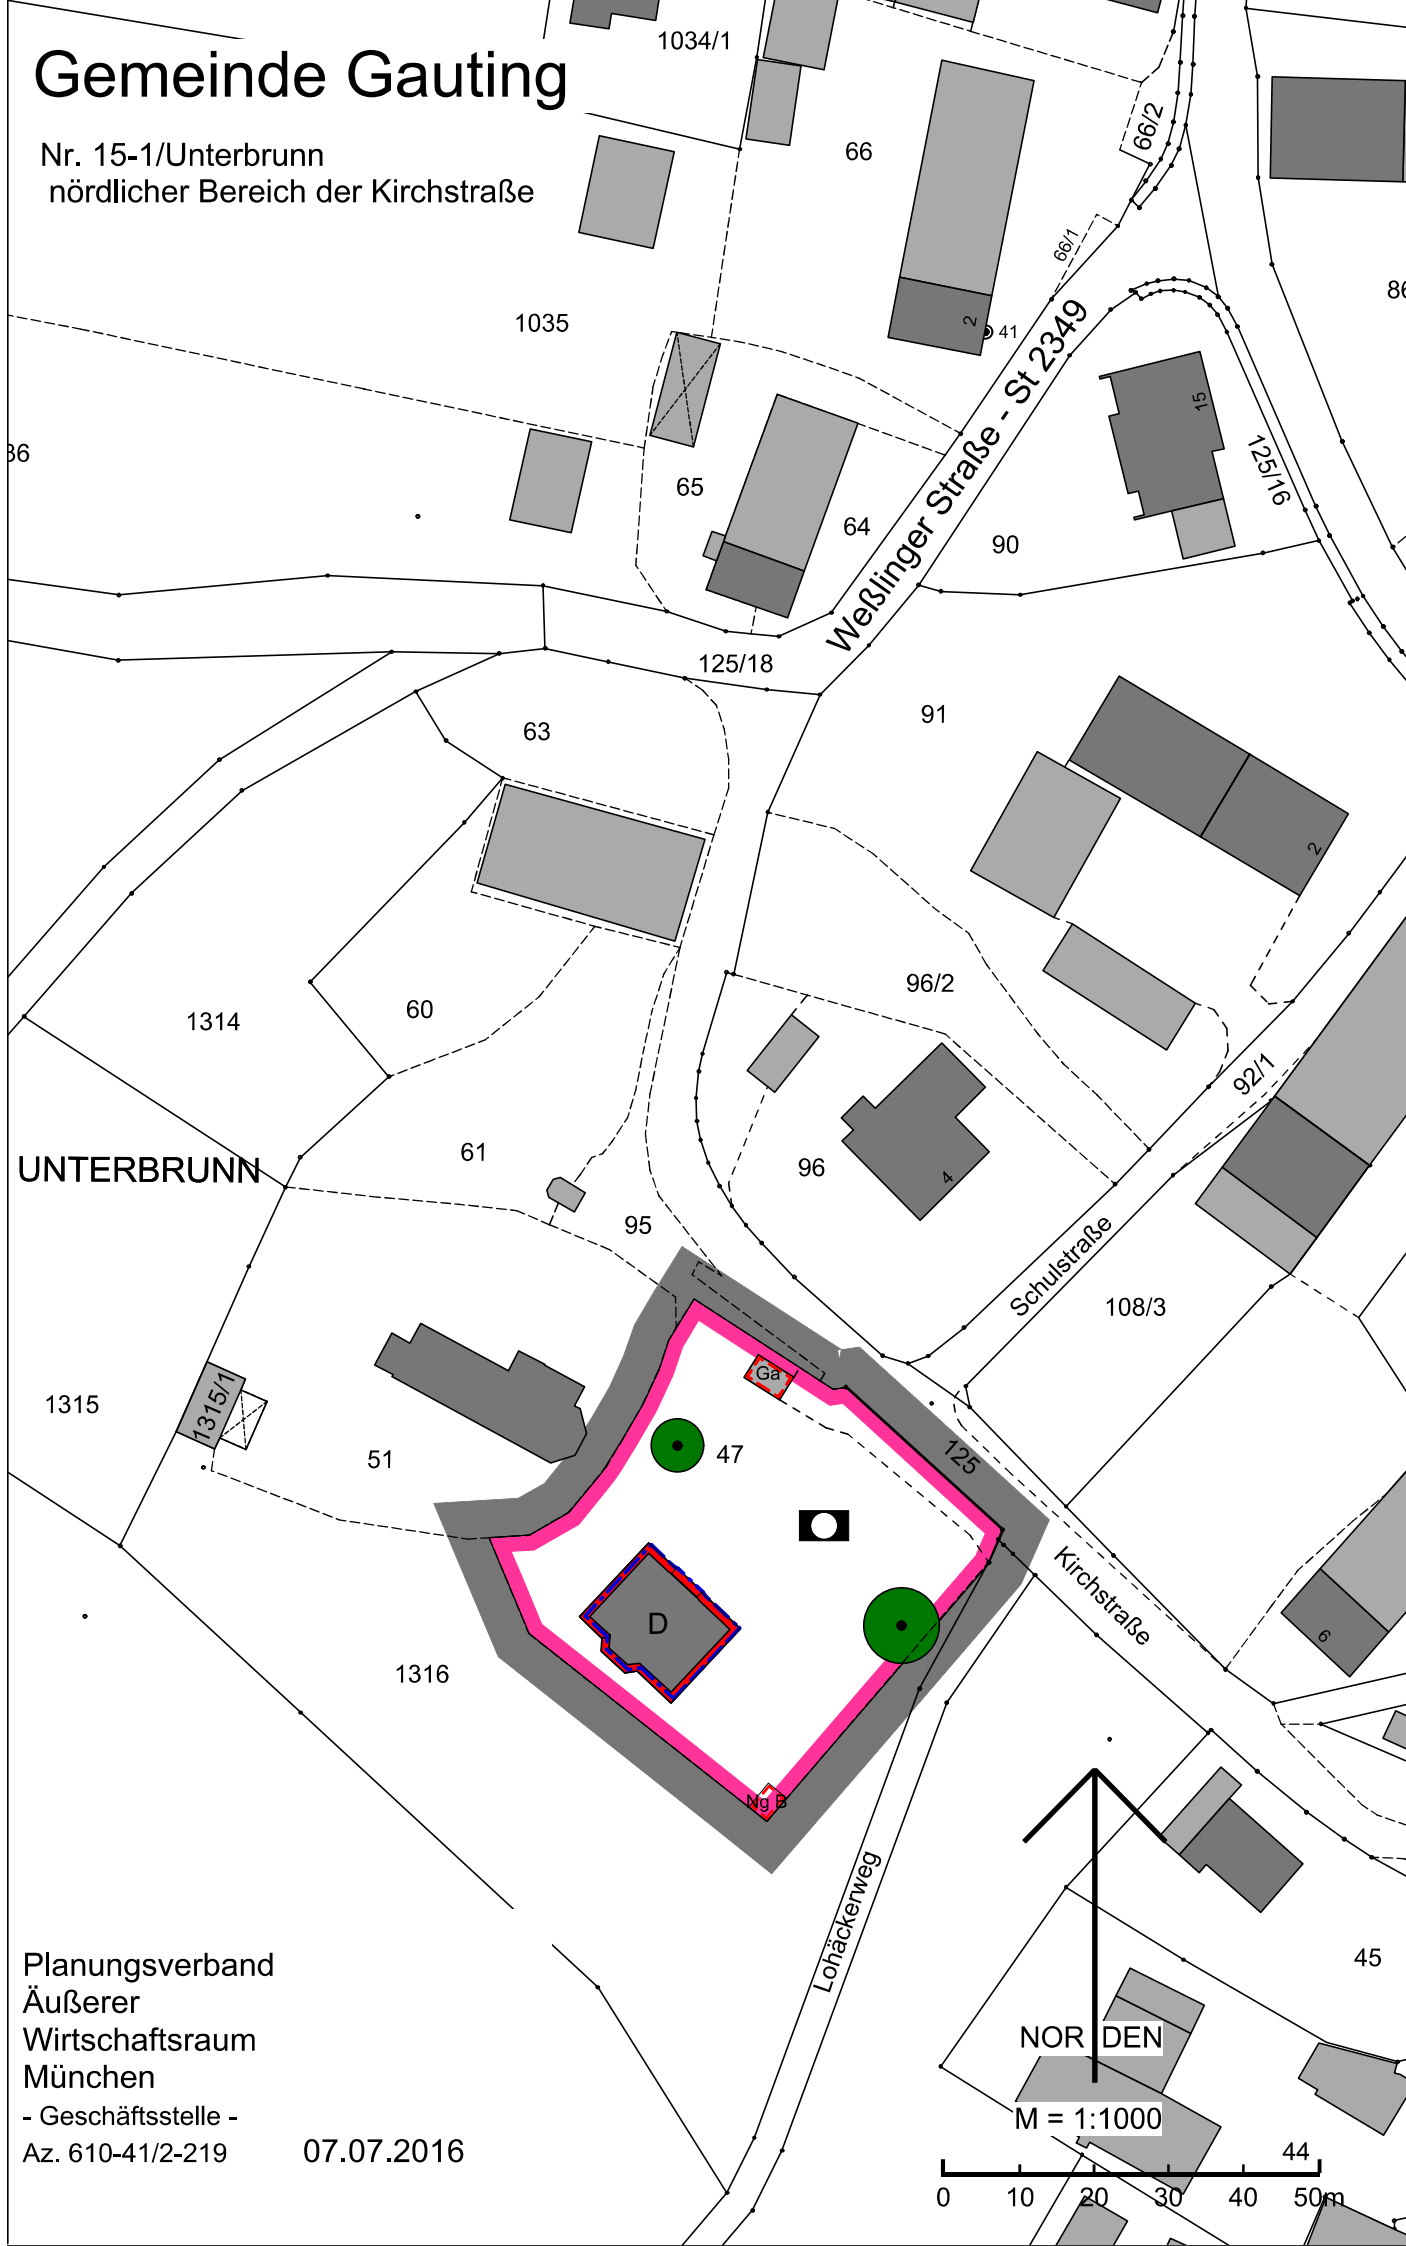 Gemeinde Gauting
Nr. 15-1/Unterbrunn
nördlicher Bereich der Kirchstraße
1034/1
66
66/2
66/1
2
41
1035
86
36
65
64
Weßlinger Straße - St 2349
15
125/16
90
125/18
63
91
2
96/2
60
1314
92/1
61
UNTERBRUNN
96
4
95
Schulstraße
108/3
1315
1315/1
51
Ga
47
125
D
Kirchstraße
6
1316
Ng B
Lohäckerweg
45
Planungsverband
Äußerer
Wirtschaftsraum
München
- Geschäftsstelle -
Az. 610-41/2-219
07.07.2016
NORDEN
M = 1:1000
44
0 10 20 30 40 50m